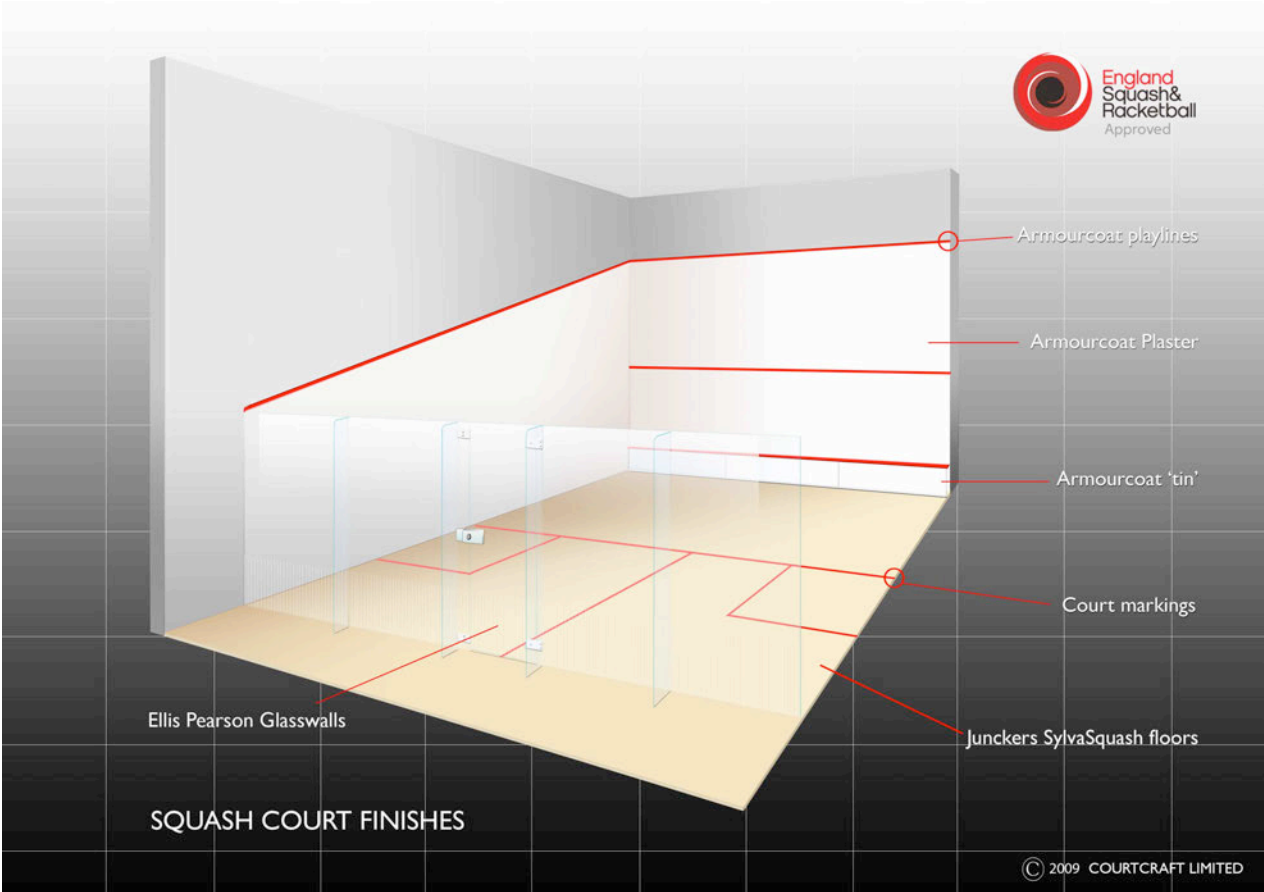 England
Squash&
Racketball
Approved
Armourcoat playlines
Armourcoat Plaster
Armourcoat ‘tin’
Court markings
Ellis Pearson Glasswalls
Junckers SylvaSquash floors
SQUASH COURT FINISHES
© 2009 COURTCRAFT LIMITED